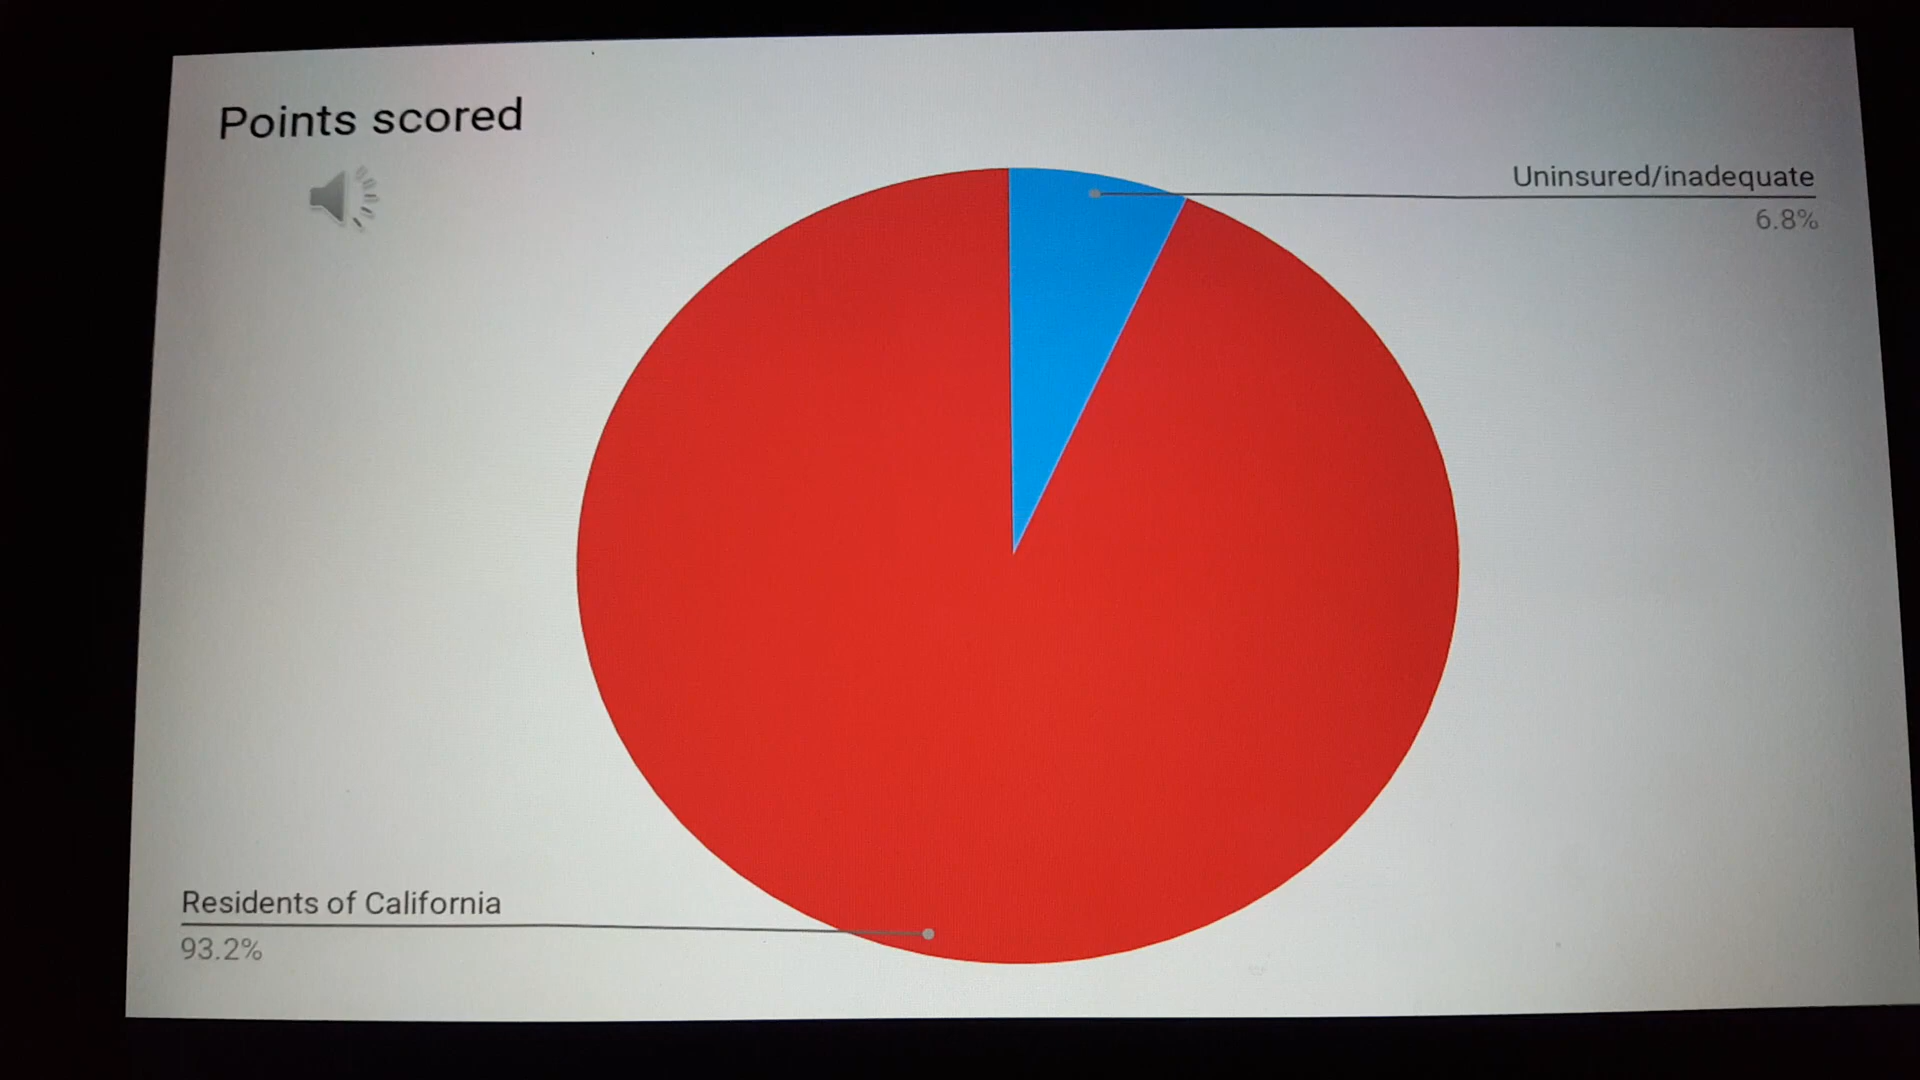 Points scored
Uninsured/inadequate
6.8%
Residents of California
93.2%